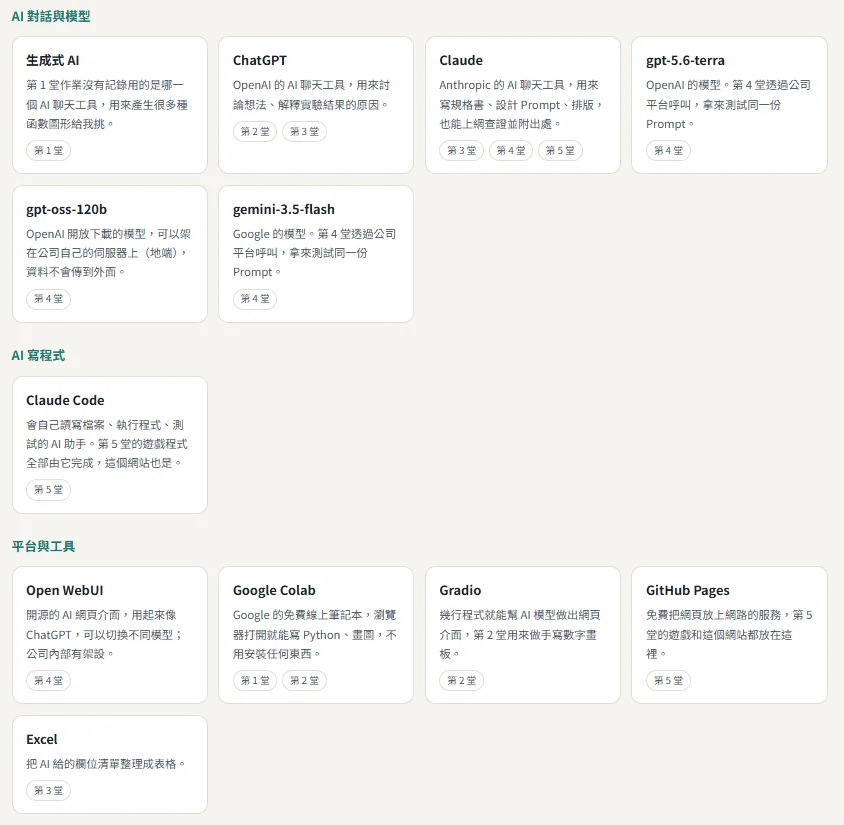 AI 對話與模型
生成式 AI
第 1 堂作業沒有記錄用的是哪一
個 AI 聊天工具，用來產生很多種
函數圖形給我挑。
第 1 堂
ChatGPT
OpenAI 的 AI 聊天工具，用來討
論想法、解釋實驗結果的原因。
第 2 堂
第 3 堂
Claude
Anthropic 的 AI 聊天工具，用來
寫規格書、設計 Prompt、排版，
也能上網查證並附出處。
第 3 堂
第 4 堂
第 5 堂
gpt-5.6-terra
OpenAI 的模型。第 4 堂透過公司
平台呼叫，拿來測試同一份
Prompt。
第 4 堂
gpt-oss-120b
OpenAI 開放下載的模型，可以架
在公司自己的伺服器上（地端），
資料不會傳到外面。
第 4 堂
gemini-3.5-flash
Google 的模型。第 4 堂透過公司
平台呼叫，拿來測試同一份
Prompt。
第 4 堂
AI 寫程式
Claude Code
會自己讀寫檔案、執行程式、測
試的 AI 助手。第 5 堂的遊戲程式
全部由它完成，這個網站也是。
第 5 堂
平台與工具
Open WebUI
開源的 AI 網頁介面，用起來像
ChatGPT，可以切換不同模型；
公司內部有架設。
第 4 堂
Google Colab
Google 的免費線上筆記本，瀏覽
器打開就能寫 Python、畫圖，不
用安裝任何東西。
第 1 堂
第 2 堂
Gradio
幾行程式就能幫 AI 模型做出網頁
介面，第 2 堂用來做手寫數字畫
板。
第 2 堂
GitHub Pages
免費把網頁放上網路的服務，第 5
堂的遊戲和這個網站都放在這
裡。
第 5 堂
Excel
把 AI 給的欄位清單整理成表格。
第 3 堂